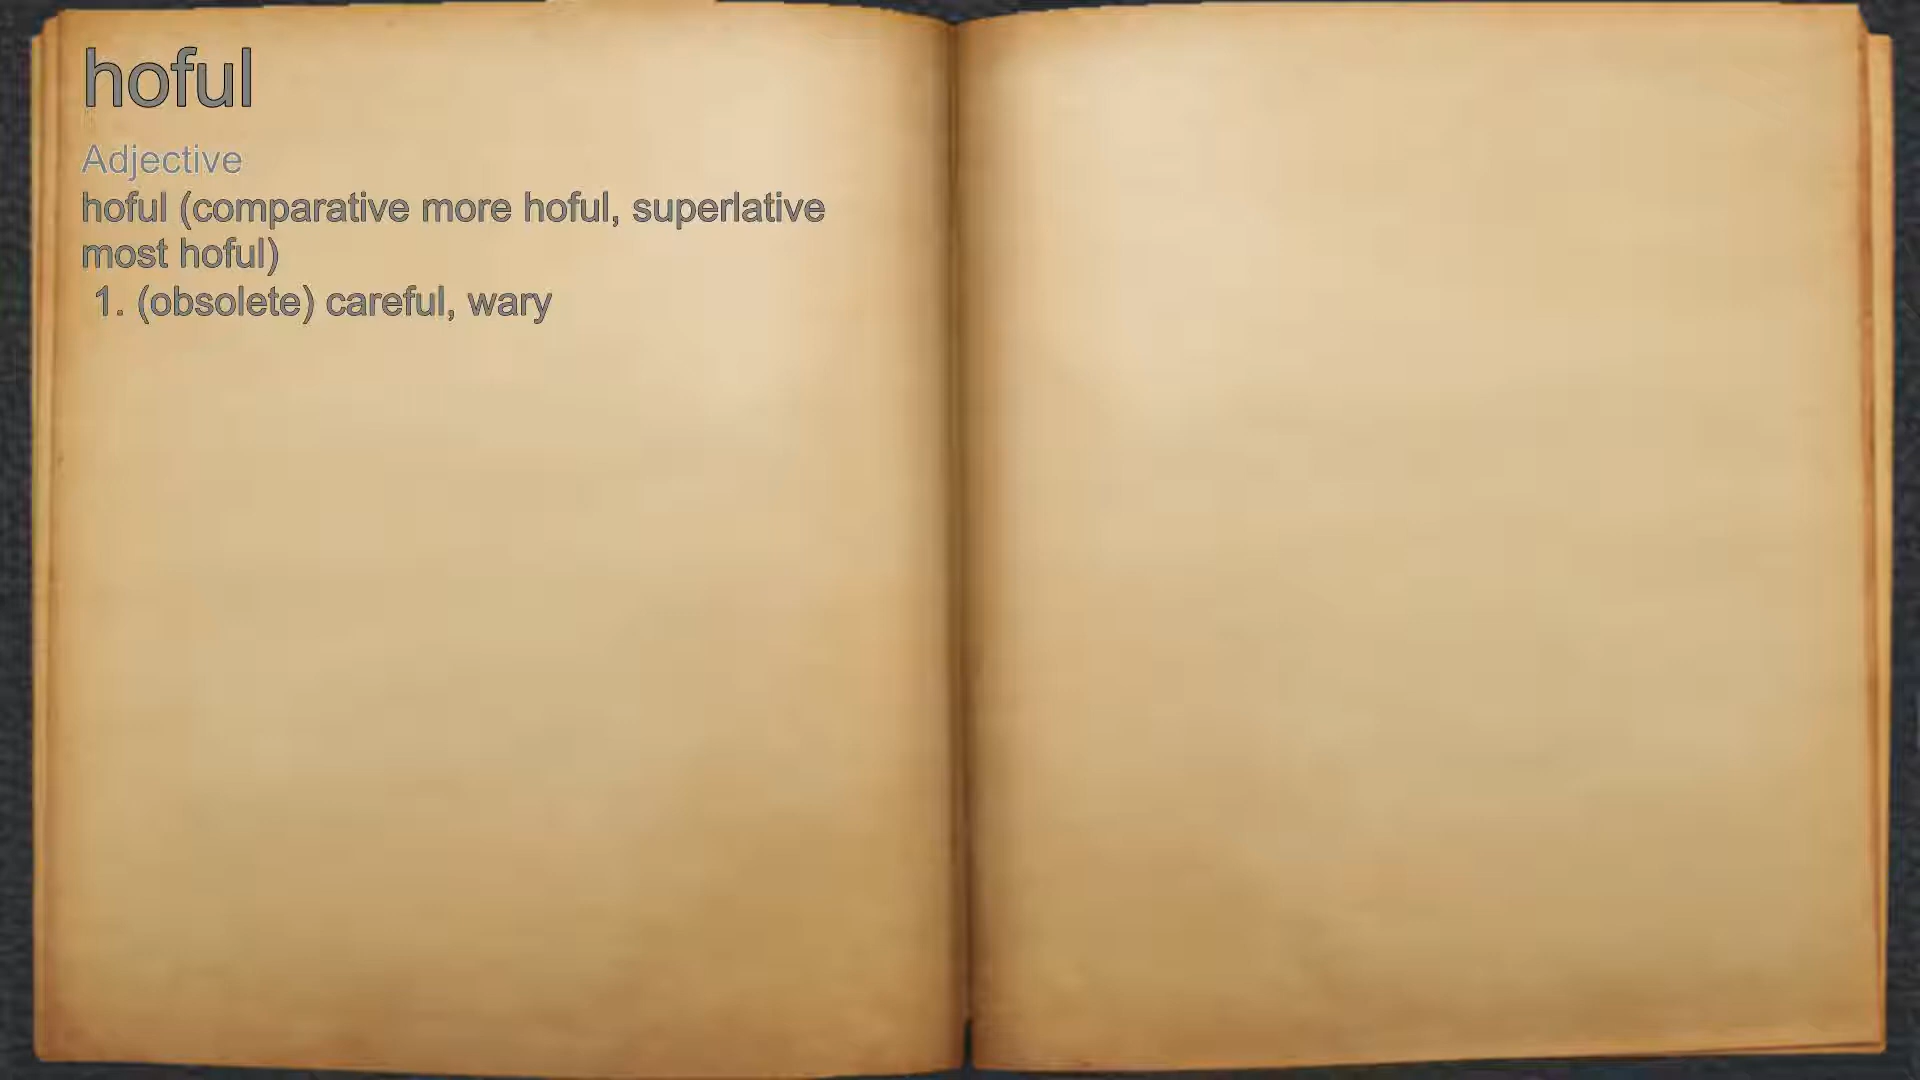 hoful
Adjective
hoful (comparative more hoful, superlative
most hoful)
1. (obsolete) careful, wary